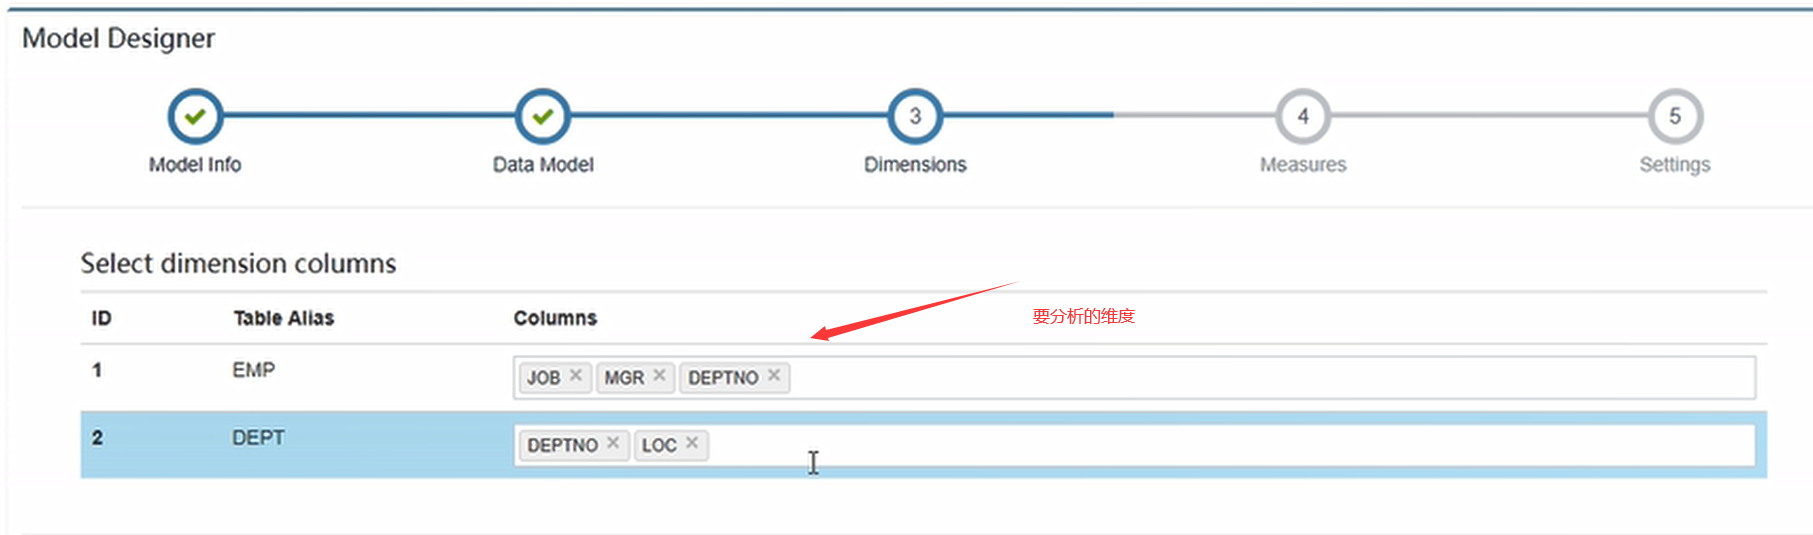 Model Designer
3
4
5
Model Info
Data Model
Dimensions
Measures
Settings
Select dimension columns
ID
Table Alias
Columns
要分析的维度
1
EMP
JOB × MGR × DEPTNO ×
2
DEPT
DEPTNO × LOC ×